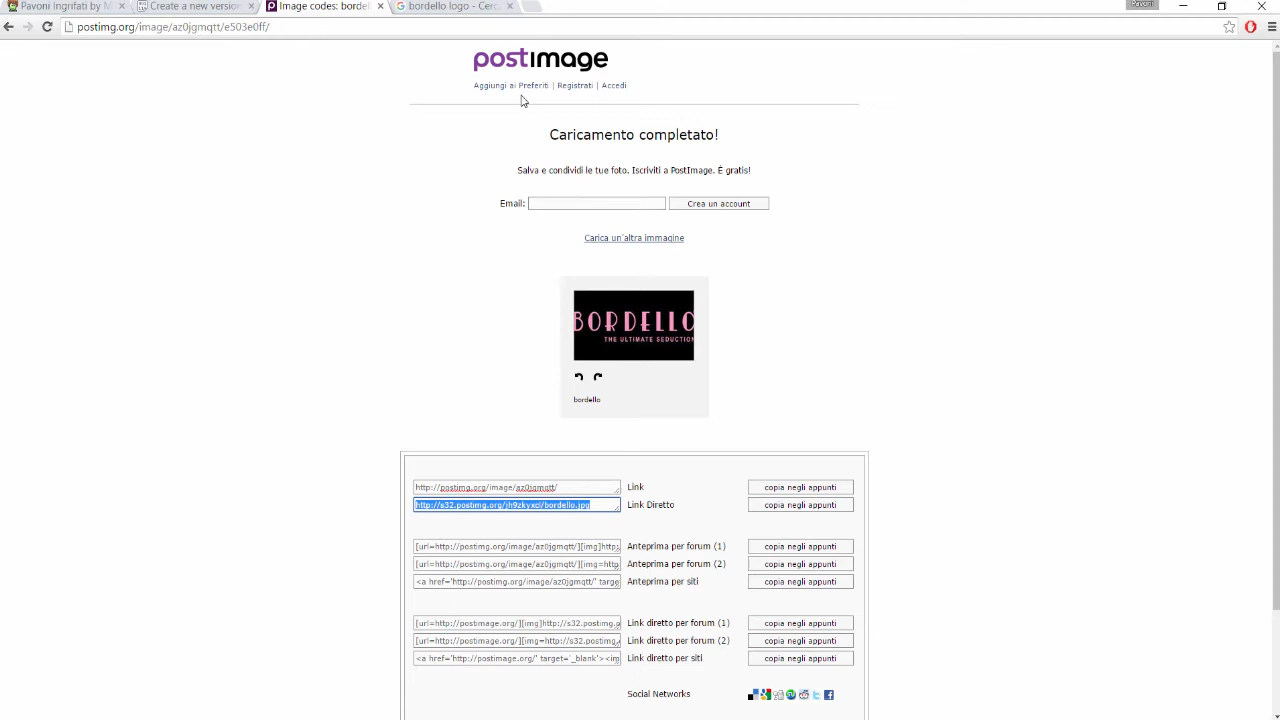 Pavoni Ingrifati by M
Create a new version
Image codes: bordel
bordello logo - Cerca
Pavoni
postimg.org/image/az0jgmqtt/e503e0ff/
postimage
Aggiungi ai Preferiti | Registrati | Accedi
Caricamento completato!
Salva e condividi le tue foto. Iscriviti a PostImage. È gratis!
Email:
Crea un account
Carica un'altra immagine
BORDELLO
THE ULTIMATE SEDUCTION
bordello
http://postimg.org/image/az0jgmqtt/ Link copia negli appunti
http://s32.postimg.org/jh9zkyxcl/bordello.jpg Link Diretto copia negli appunti
[url=http://postimg.org/image/az0jgmqtt/][img]http: Anteprima per forum (1) copia negli appunti
[url=http://postimg.org/image/az0jgmqtt/][img=http Anteprima per forum (2) copia negli appunti
<a href='http://postimg.org/image/az0jgmqtt/' targe Anteprima per siti copia negli appunti
[url=http://postimage.org/][img]http://s32.postimg.o Link diretto per forum (1) copia negli appunti
[url=http://postimage.org/][img=http://s32.postimg. Link diretto per forum (2) copia negli appunti
<a href='http://postimage.org/' target='_blank'><im Link diretto per siti copia negli appunti
Social Networks